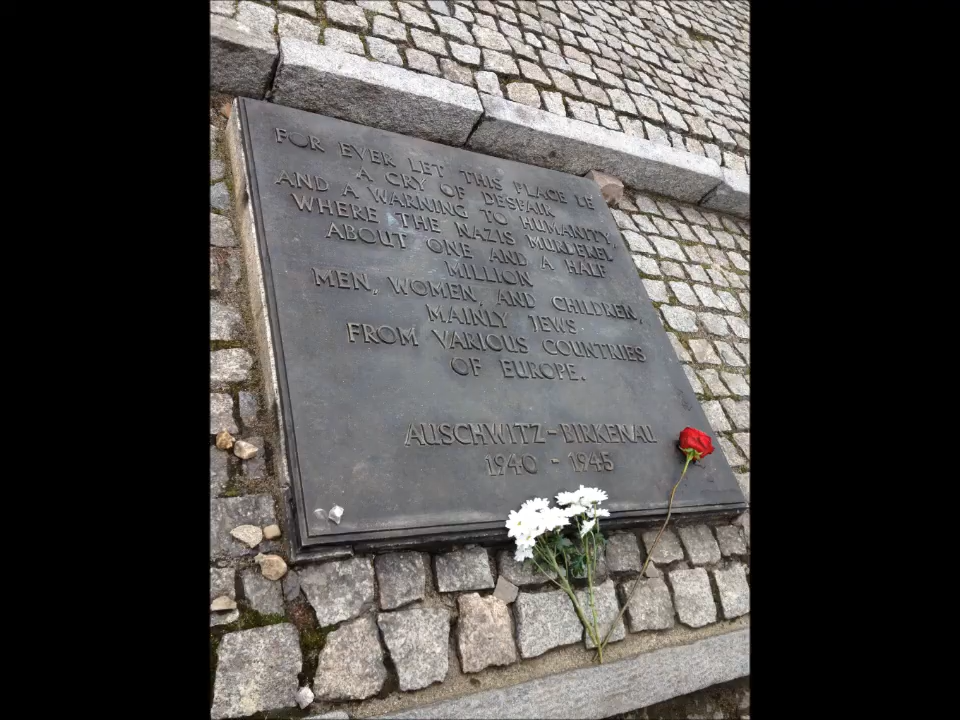 FOR EVER LET THIS PLACE BE
A CRY OF DESPAIR
AND A WARNING TO HUMANITY,
WHERE THE NAZIS MURDERED
ABOUT ONE AND A HALF
MILLION
MEN, WOMEN, AND CHILDREN,
MAINLY JEWS
FROM VARIOUS COUNTRIES
OF EUROPE.
AUSCHWITZ-BIRKENAU
1940 - 1945